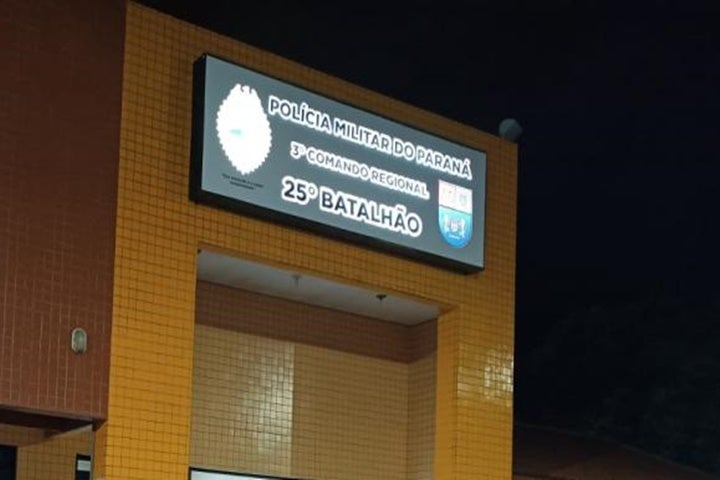 POLÍCIA MILITAR DO PARANÁ
3º COMANDO REGIONAL
25º BATALHÃO